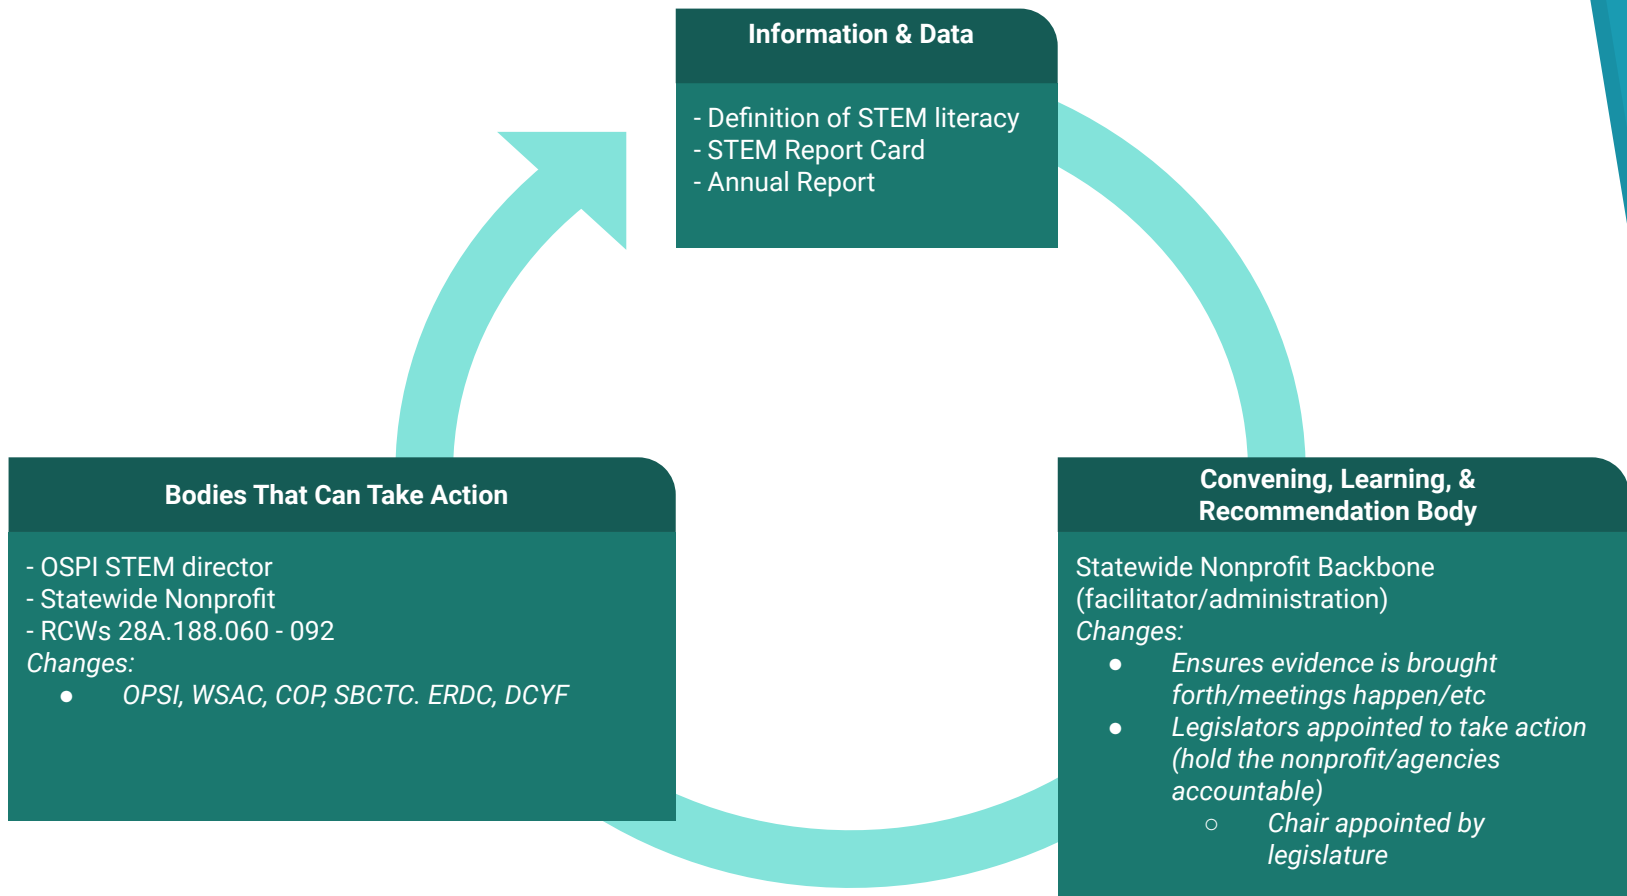 Information & Data
- Definition of STEM literacy
- STEM Report Card
- Annual Report
Bodies That Can Take Action
- OSPI STEM director
- Statewide Nonprofit
- RCWs 28A.188.060 - 092
Changes:
● OPSI, WSAC, COP, SBCTC. ERDC, DCYF
Convening, Learning, &
Recommendation Body
Statewide Nonprofit Backbone
(facilitator/administration)
Changes:
● Ensures evidence is brought
forth/meetings happen/etc
● Legislators appointed to take action
(hold the nonprofit/agencies
accountable)
○ Chair appointed by
legislature